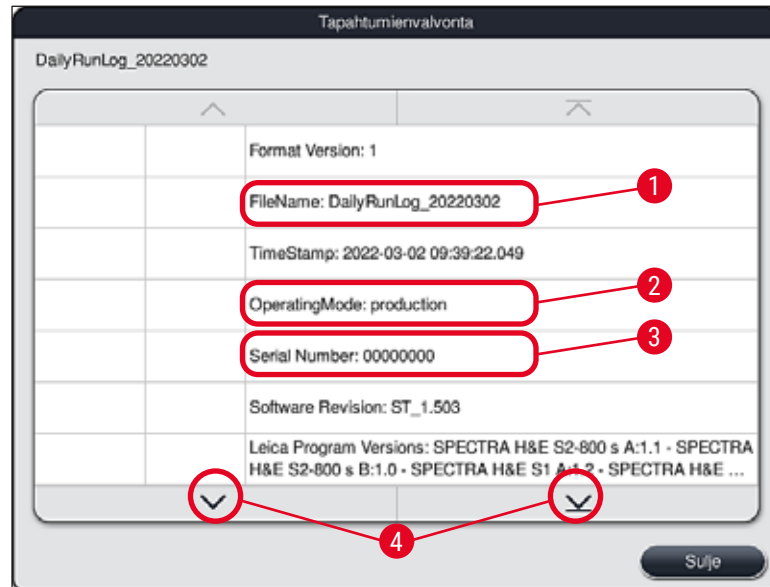 Tapahtumienvalvonta
DailyRunLog_20220302
Format Version: 1
FileName: DailyRunLog_20220302
1
TimeStamp: 2022-03-02 09:39:22.049
OperatingMode: production
2
Serial Number: 00000000
3
Software Revision: ST_1.503
Leica Program Versions: SPECTRA H&E S2-800 s A:1.1 - SPECTRA
H&E S2-800 s B:1.0 - SPECTRA H&E S1 A:1.2 - SPECTRA H&E ...
4
Sulje